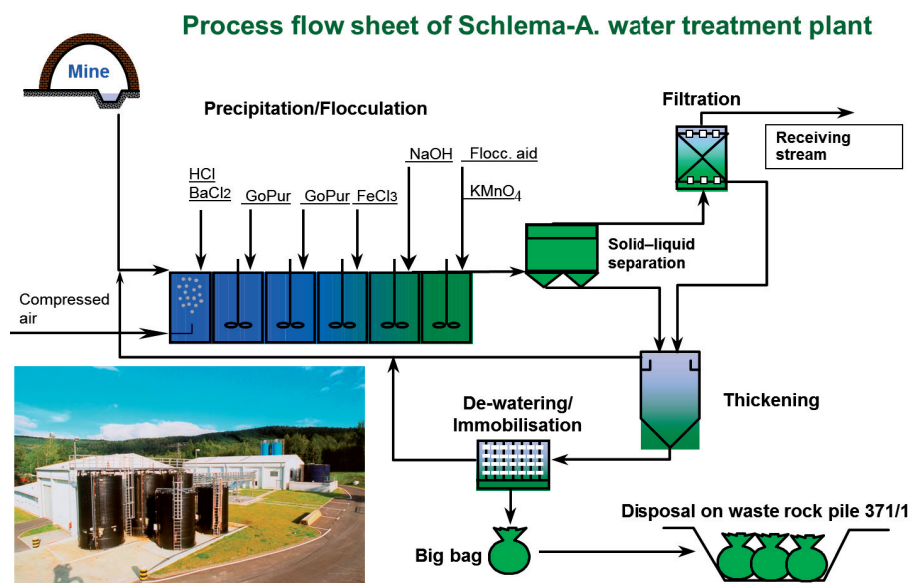 Process flow sheet of Schlema-A. water treatment plant
Mine
Precipitation/Flocculation
Filtration
Receiving
stream
HCl
BaCl2
GoPur
GoPur
FeCl3
NaOH
Flocc. aid
KMnO4
Solid–liquid
separation
Compressed
air
Thickening
De-watering/
Immobilisation
Disposal on waste rock pile 371/1
Big bag